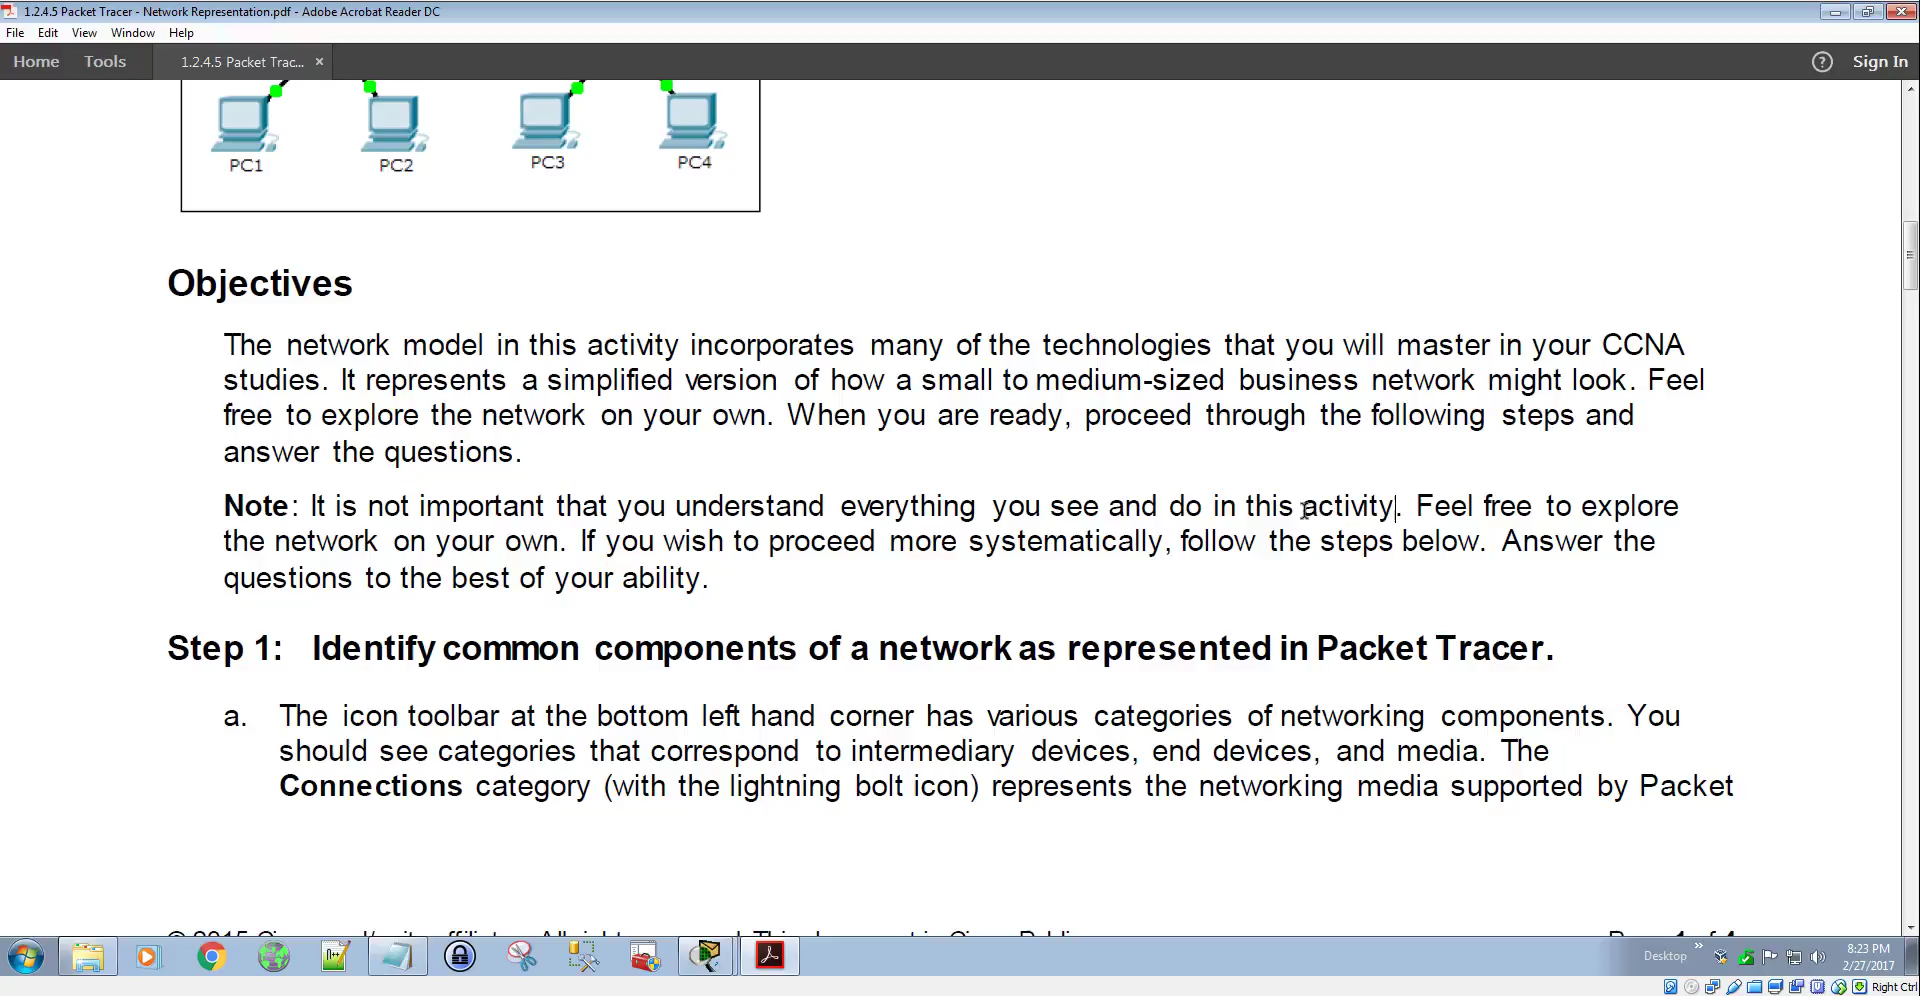 1.2.4.5 Packet Tracer - Network Representation.pdf - Adobe Acrobat Reader DC
File Edit View Window Help
Home Tools 1.2.4.5 Packet Trac... × Sign In
PC1 PC2 PC3 PC4
Objectives
The network model in this activity incorporates many of the technologies that you will master in your CCNA
studies. It represents a simplified version of how a small to medium-sized business network might look. Feel
free to explore the network on your own. When you are ready, proceed through the following steps and
answer the questions.
Note: It is not important that you understand everything you see and do in this activity. Feel free to explore
the network on your own. If you wish to proceed more systematically, follow the steps below. Answer the
questions to the best of your ability.
Step 1: Identify common components of a network as represented in Packet Tracer.
a. The icon toolbar at the bottom left hand corner has various categories of networking components. You
should see categories that correspond to intermediary devices, end devices, and media. The
Connections category (with the lightning bolt icon) represents the networking media supported by Packet
Desktop 8:23 PM
2/27/2017
Right Ctrl